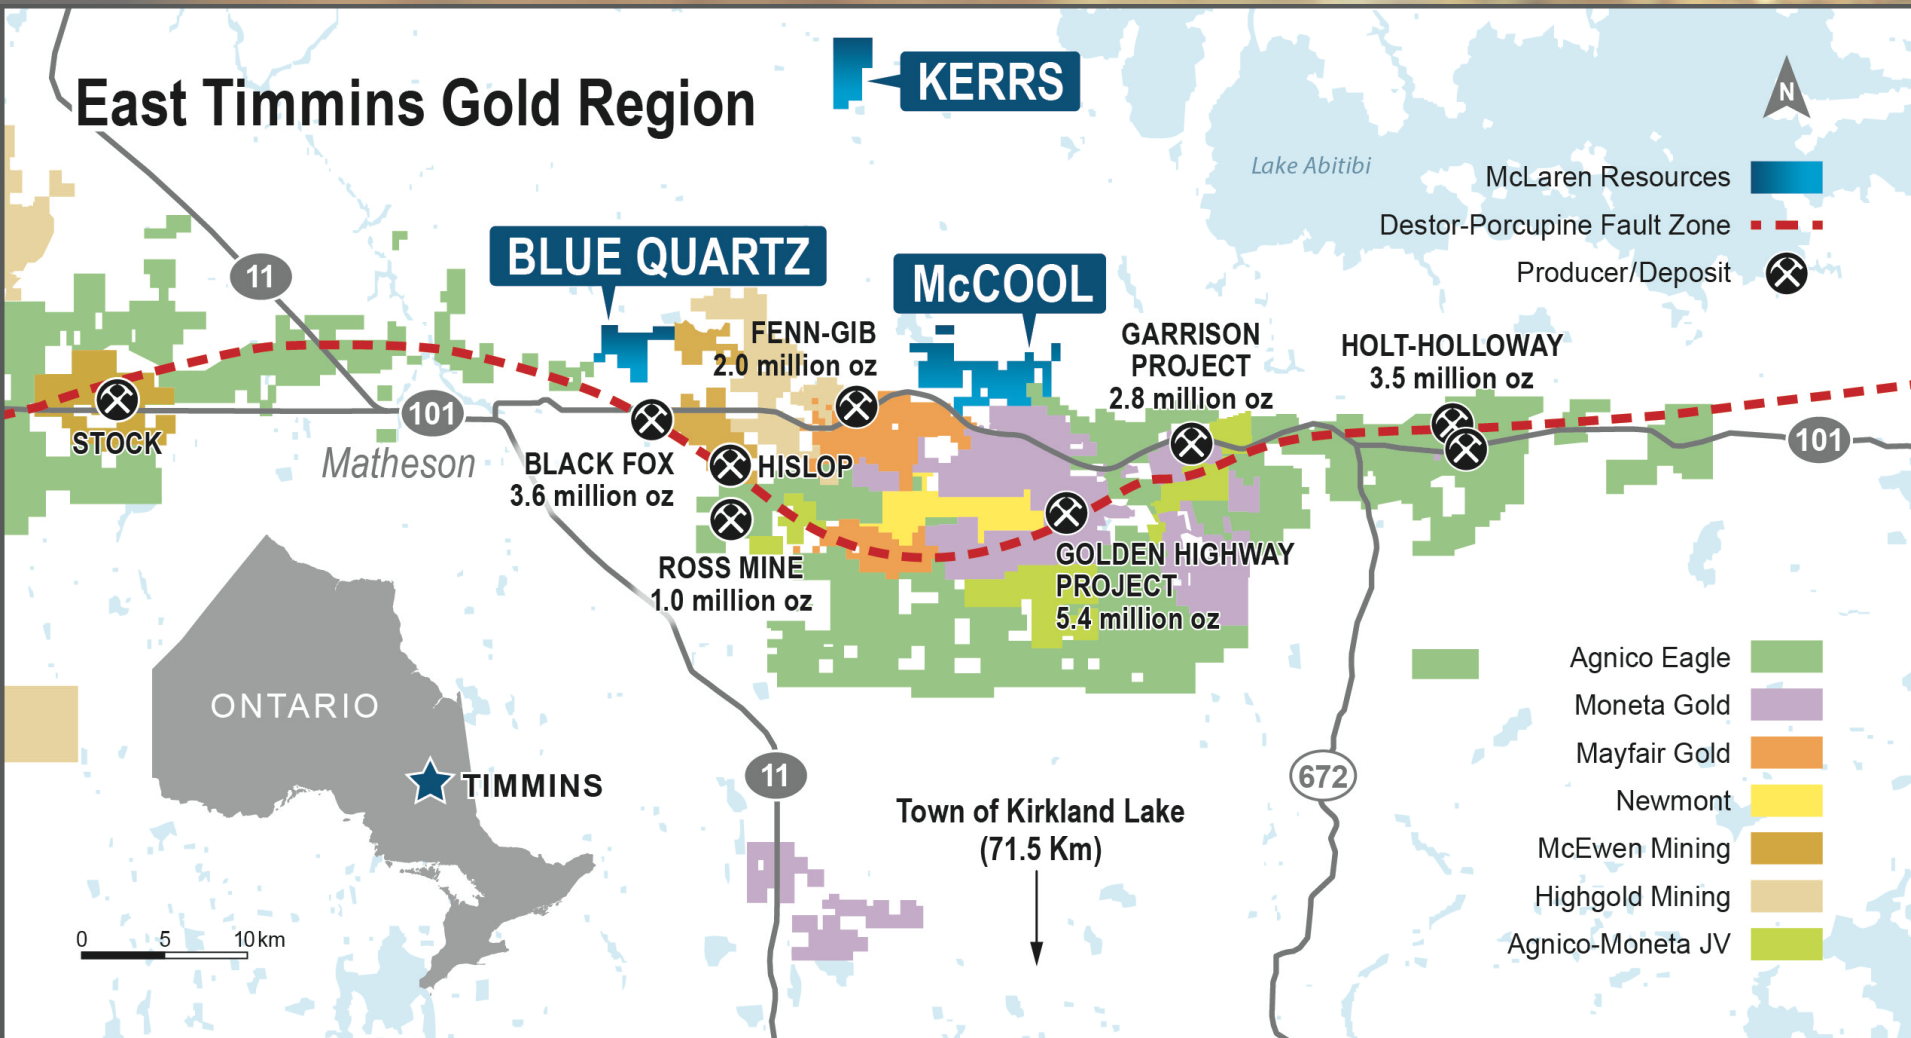 East Timmins Gold Region
KERRS
N
Lake Abitibi
McLaren Resources
Destor-Porcupine Fault Zone
Producer/Deposit
11
BLUE QUARTZ
McCOOL
FENN-GIB
2.0 million oz
GARRISON
PROJECT
2.8 million oz
HOLT-HOLLOWAY
3.5 million oz
STOCK
101
Matheson
101
BLACK FOX
3.6 million oz
HISLOP
ROSS MINE
1.0 million oz
GOLDEN HIGHWAY
PROJECT
5.4 million oz
ONTARIO
TIMMINS
11
672
Town of Kirkland Lake
(71.5 Km)
Agnico Eagle
Moneta Gold
Mayfair Gold
Newmont
McEwen Mining
Highgold Mining
Agnico-Moneta JV
0 5 10 km